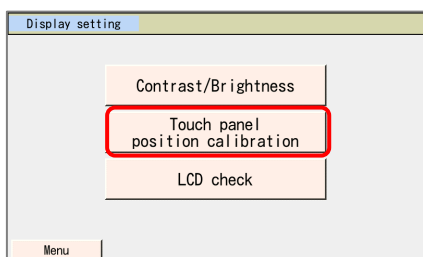 Display setting
Contrast/Brightness
Touch panel
position calibration
LCD check
Menu